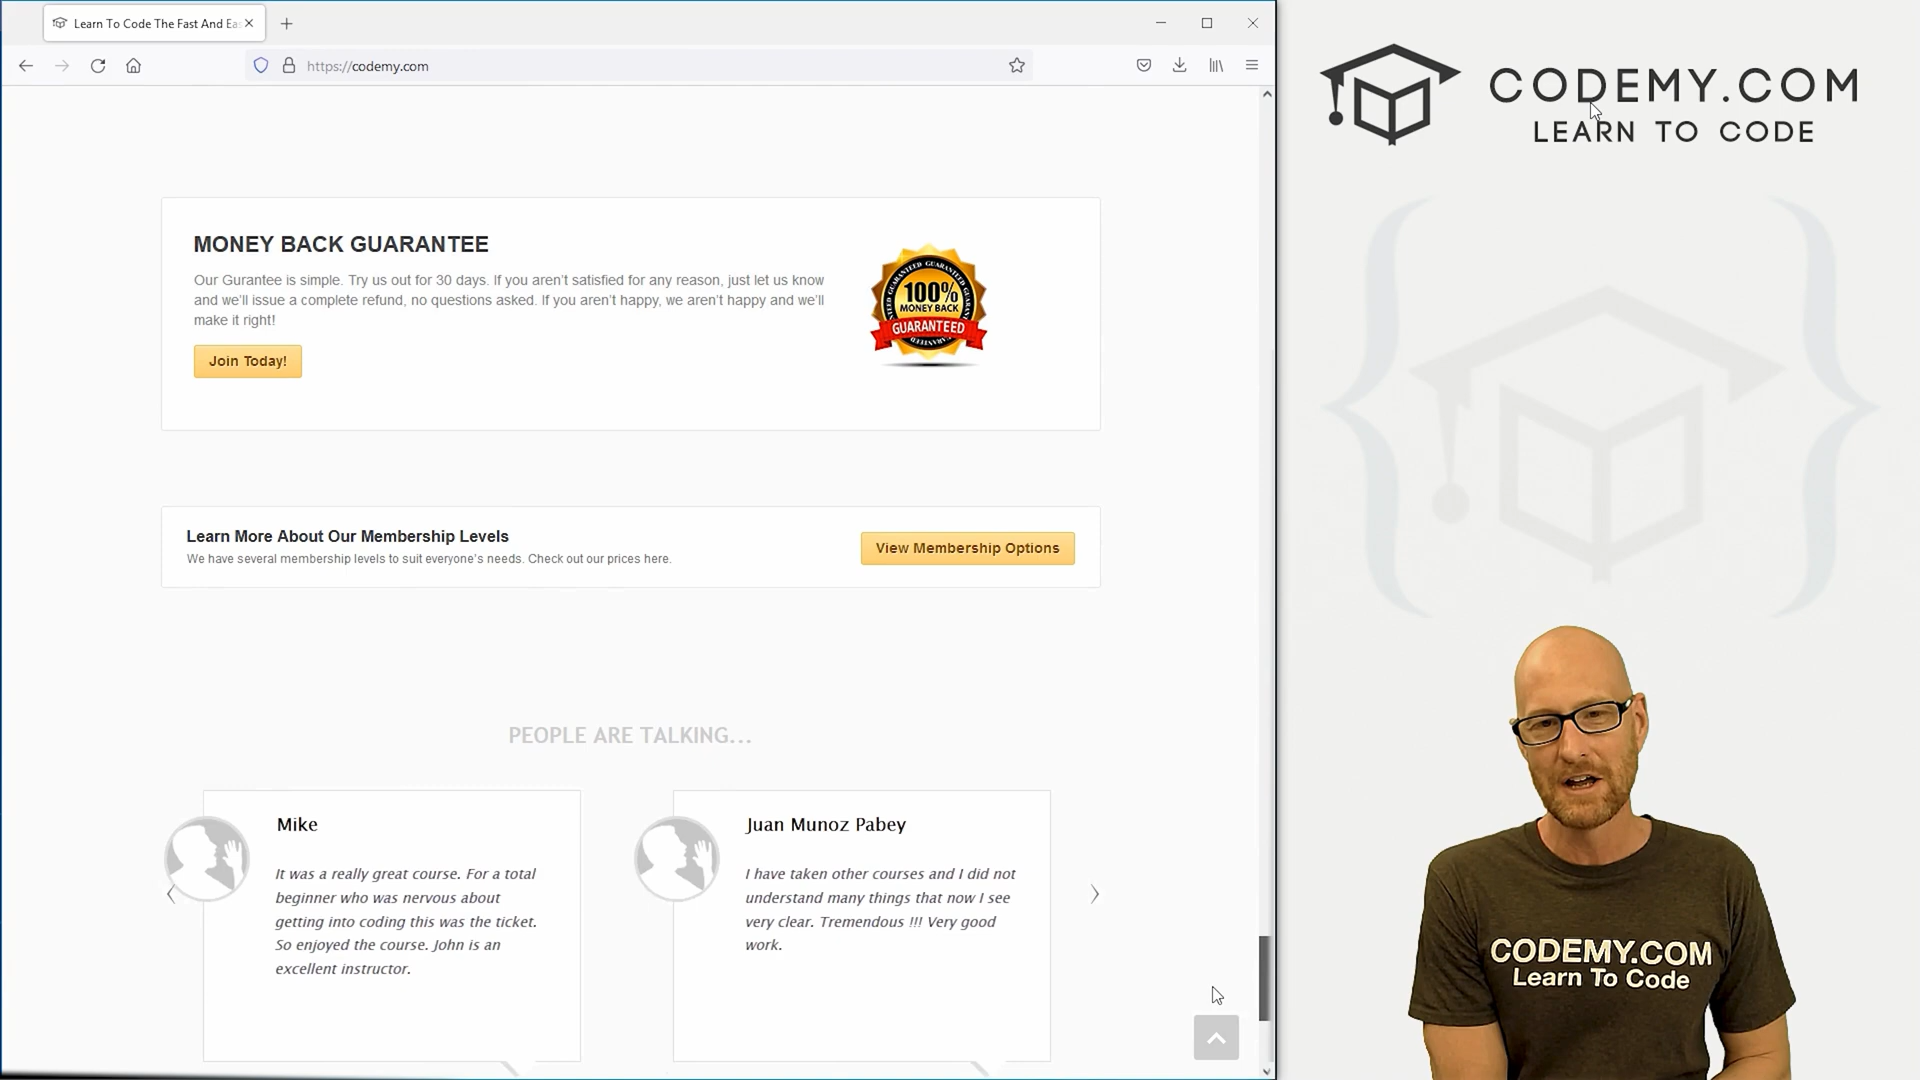 Learn To Code The Fast And Ea
https://codemy.com
CODEMY.COM
LEARN TO CODE
MONEY BACK GUARANTEE
Our Gurantee is simple. Try us out for 30 days. If you aren't satisfied for any reason, just let us know
and we'll issue a complete refund, no questions asked. If you aren't happy, we aren't happy and we'll
make it right!
Join Today!
100%
MONEY BACK
GUARANTEED
Learn More About Our Membership Levels
We have several membership levels to suit everyone's needs. Check out our prices here.
View Membership Options
PEOPLE ARE TALKING...
Mike
It was a really great course. For a total
beginner who was nervous about
getting into coding this was the ticket.
So enjoyed the course. John is an
excellent instructor.
Juan Munoz Pabey
I have taken other courses and I did not
understand many things that now I see
very clear. Tremendous !!! Very good
work.
CODEMY.COM
Learn To Code